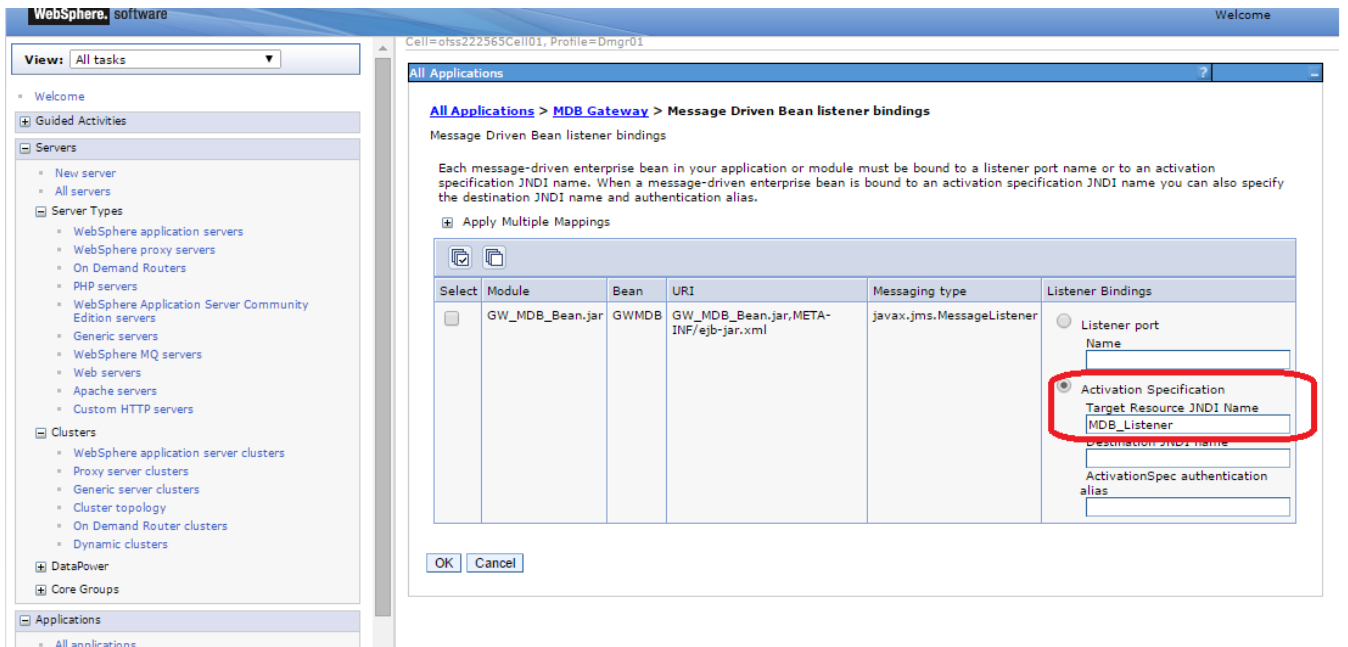 WebSphere. software
Welcome
View: All tasks
Welcome
Guided Activities
Servers
New server
All servers
Server Types
WebSphere application servers
WebSphere proxy servers
On Demand Routers
PHP servers
WebSphere Application Server Community
Edition servers
Generic servers
WebSphere MQ servers
Web servers
Apache servers
Custom HTTP servers
Clusters
WebSphere application server clusters
Proxy server clusters
Generic server clusters
Cluster topology
On Demand Router clusters
Dynamic clusters
DataPower
Core Groups
Applications
All applications
Cell=ofss222565Cell01, Profile=Dmgr01
All Applications
?
All Applications > MDB Gateway > Message Driven Bean listener bindings
Message Driven Bean listener bindings
Each message-driven enterprise bean in your application or module must be bound to a listener port name or to an activation
specification JNDI name. When a message-driven enterprise bean is bound to an activation specification JNDI name you can also specify
the destination JNDI name and authentication alias.
Apply Multiple Mappings
Select Module Bean URI Messaging type Listener Bindings
GW_MDB_Bean.jar GWMDB GW_MDB_Bean.jar,META-
INF/ejb-jar.xml
javax.jms.MessageListener
Listener port
Name
Activation Specification
Target Resource JNDI Name
MDB_Listener
Destination JNDI name
ActivationSpec authentication
alias
OK Cancel